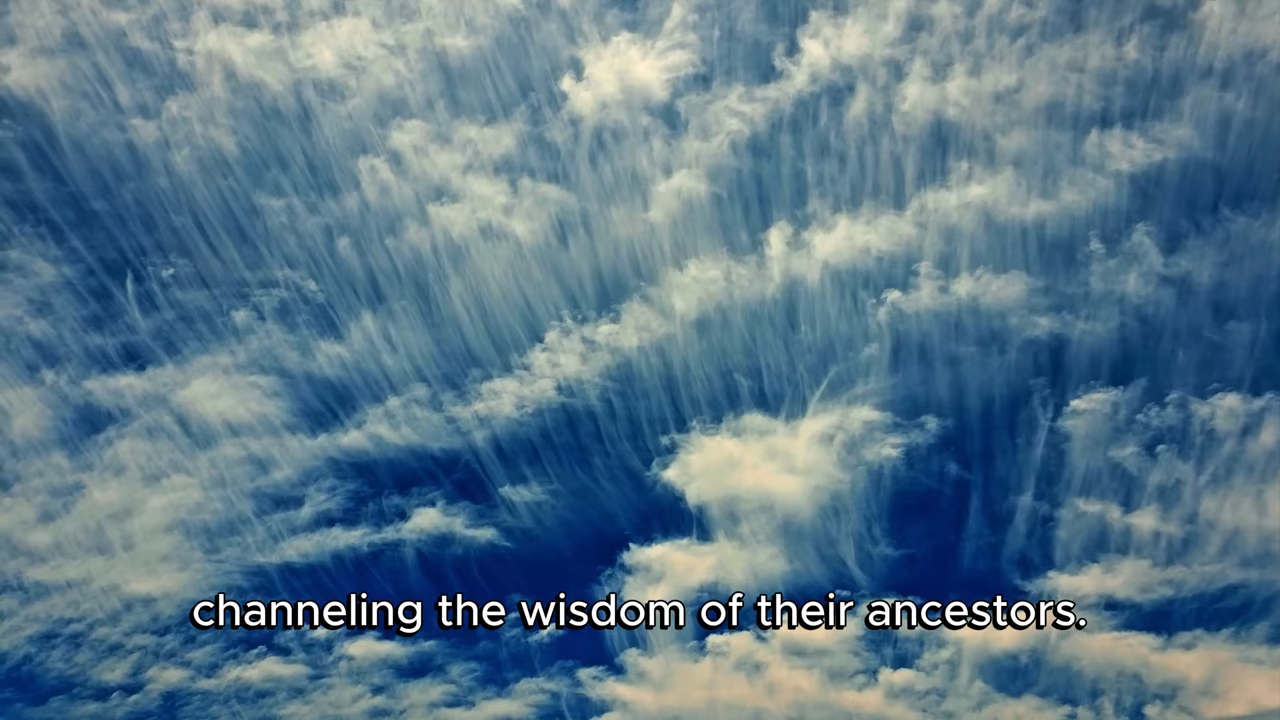 channeling the wisdom of their ancestors.